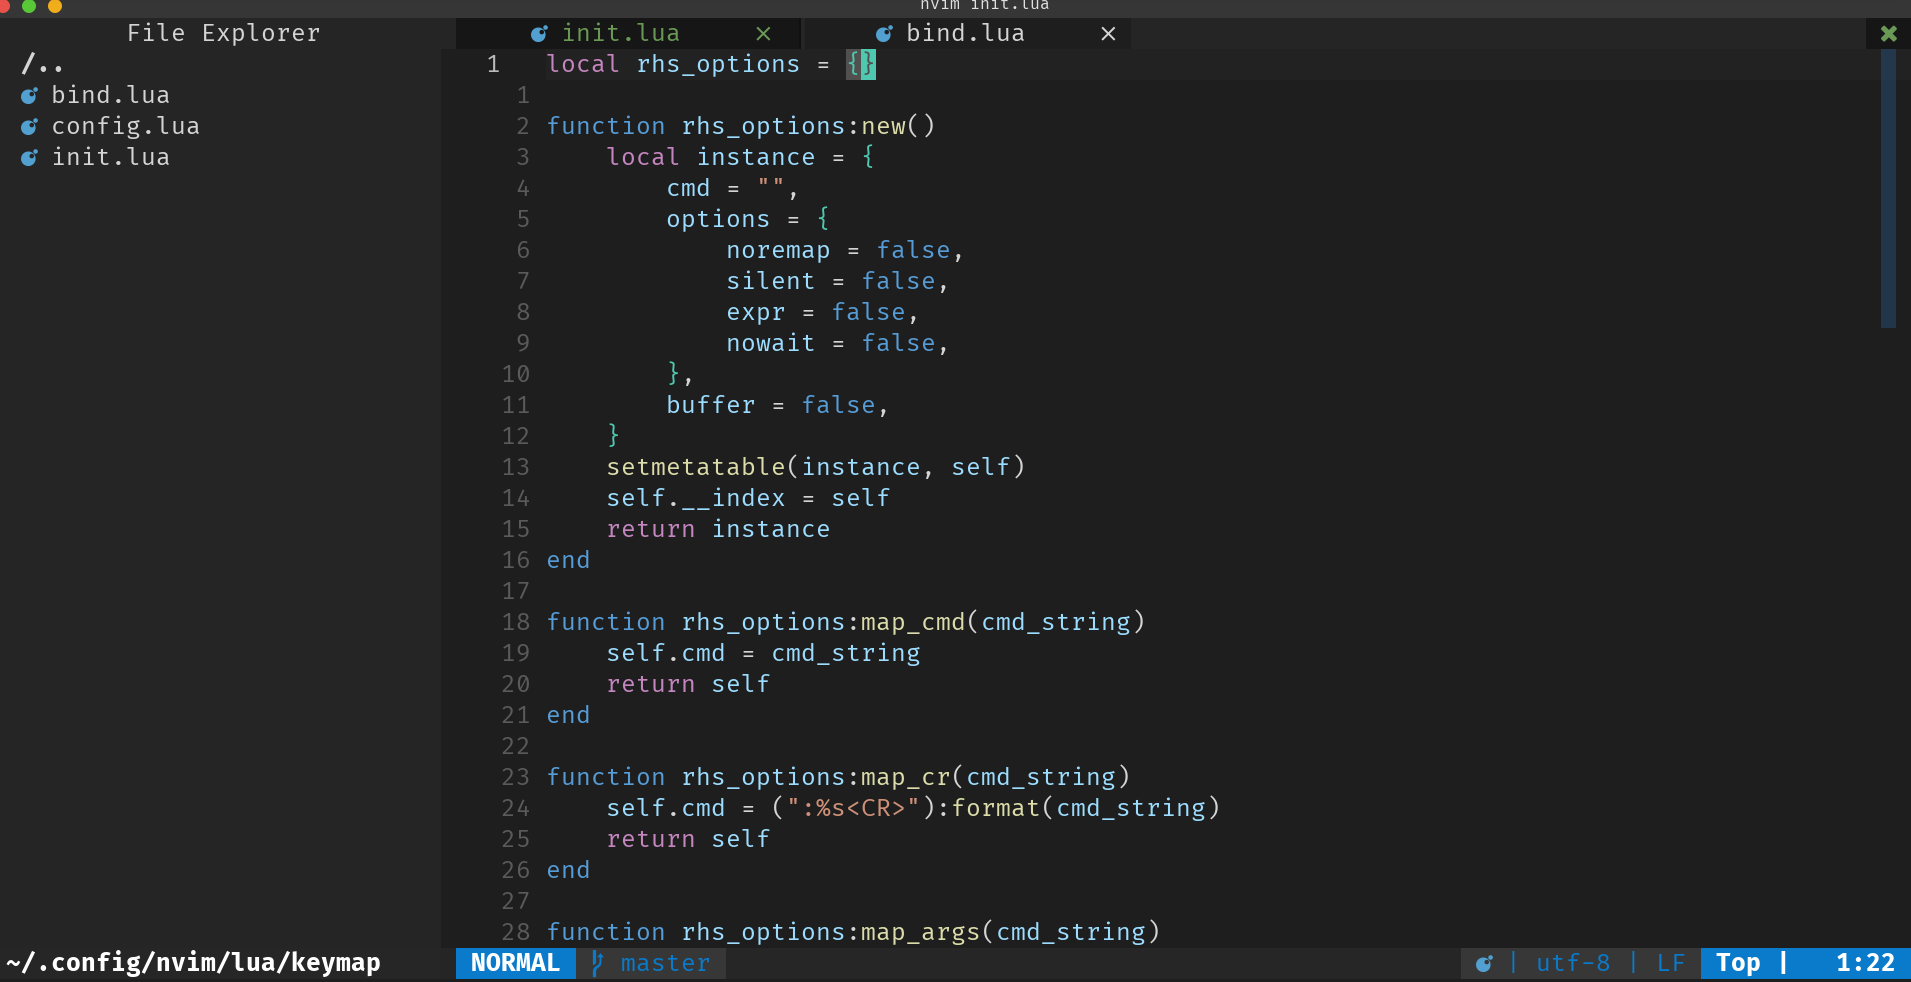 nvim init.lua
File Explorer
init.lua ×
bind.lua ×
/..
bind.lua
config.lua
init.lua
1 local rhs_options = {}
1
2 function rhs_options:new()
3     local instance = {
4         cmd = "",
5         options = {
6             noremap = false,
7             silent = false,
8             expr = false,
9             nowait = false,
10         },
11         buffer = false,
12     }
13     setmetatable(instance, self)
14     self.__index = self
15     return instance
16 end
17
18 function rhs_options:map_cmd(cmd_string)
19     self.cmd = cmd_string
20     return self
21 end
22
23 function rhs_options:map_cr(cmd_string)
24     self.cmd = (":%s<CR>"):format(cmd_string)
25     return self
26 end
27
28 function rhs_options:map_args(cmd_string)
~/.config/nvim/lua/keymap
NORMAL master | utf-8 | LF Top | 1:22